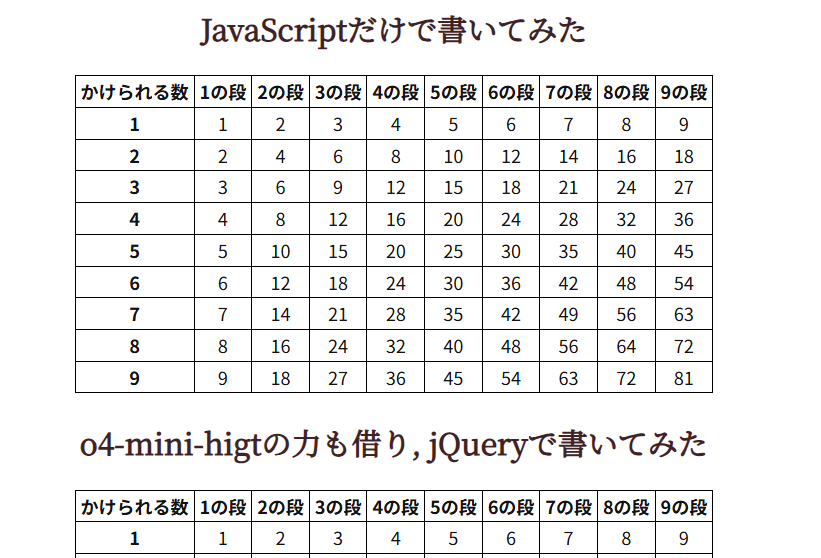 JavaScriptだけで書いてみた
かけられる数 1の段 2の段 3の段 4の段 5の段 6の段 7の段 8の段 9の段
1 1 2 3 4 5 6 7 8 9
2 2 4 6 8 10 12 14 16 18
3 3 6 9 12 15 18 21 24 27
4 4 8 12 16 20 24 28 32 36
5 5 10 15 20 25 30 35 40 45
6 6 12 18 24 30 36 42 48 54
7 7 14 21 28 35 42 49 56 63
8 8 16 24 32 40 48 56 64 72
9 9 18 27 36 45 54 63 72 81
o4-mini-higtの力も借り, jQueryで書いてみた
かけられる数 1の段 2の段 3の段 4の段 5の段 6の段 7の段 8の段 9の段
1 1 2 3 4 5 6 7 8 9